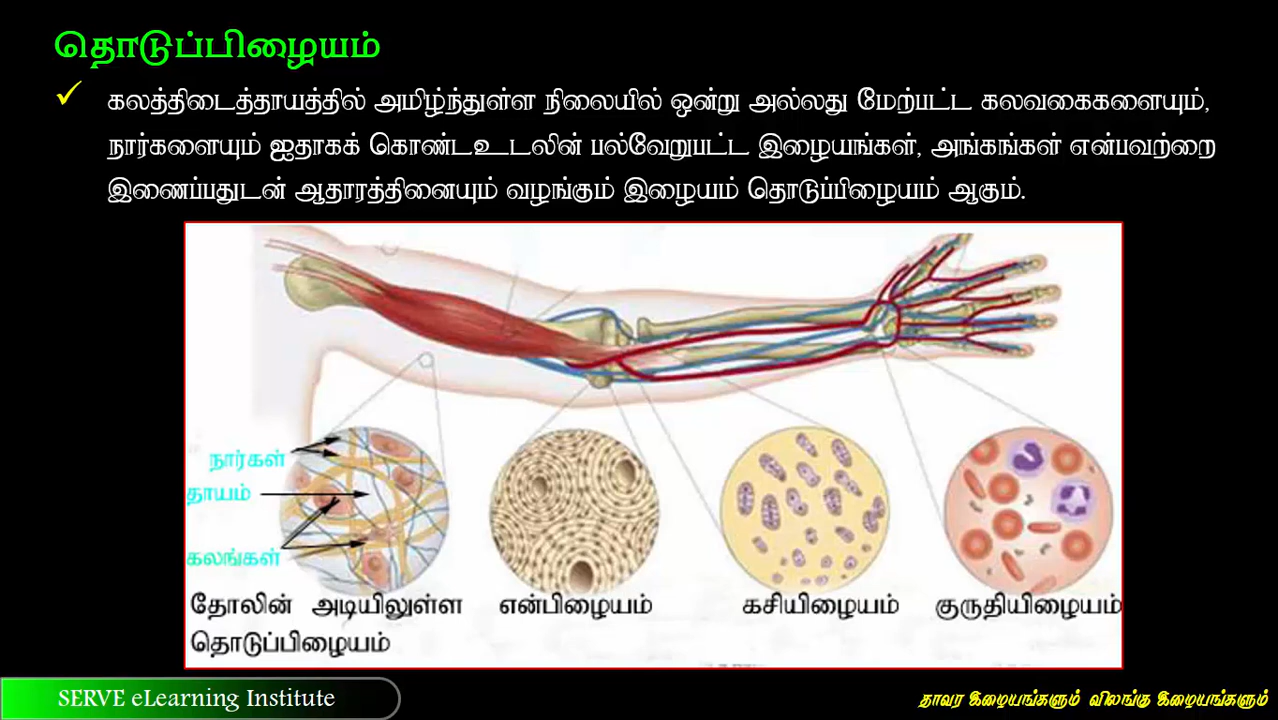 தொடுப்பிழையம்
✓ கலத்திடைத்தாயத்தில் அமிழ்ந்துள்ள நிலையில் ஒன்று அல்லது மேற்பட்ட கலவகைகளையும்,
நார்களையும் ஐதாகக் கொண்டஉடலின் பல்வேறுபட்ட இழையங்கள், அங்கங்கள் என்பவற்றை
இணைப்பதுடன் ஆதாரத்தினையும் வழங்கும் இழையம் தொடுப்பிழையம் ஆகும்.
நார்கள்
தாயம்
கலங்கள்
தோலின் அடியிலுள்ள
தொடுப்பிழையம்
என்பிழையம்
கசியிழையம்
குருதியிழையம்
SERVE eLearning Institute
தாவர இழையங்களும் விலங்கு இழையங்களும்